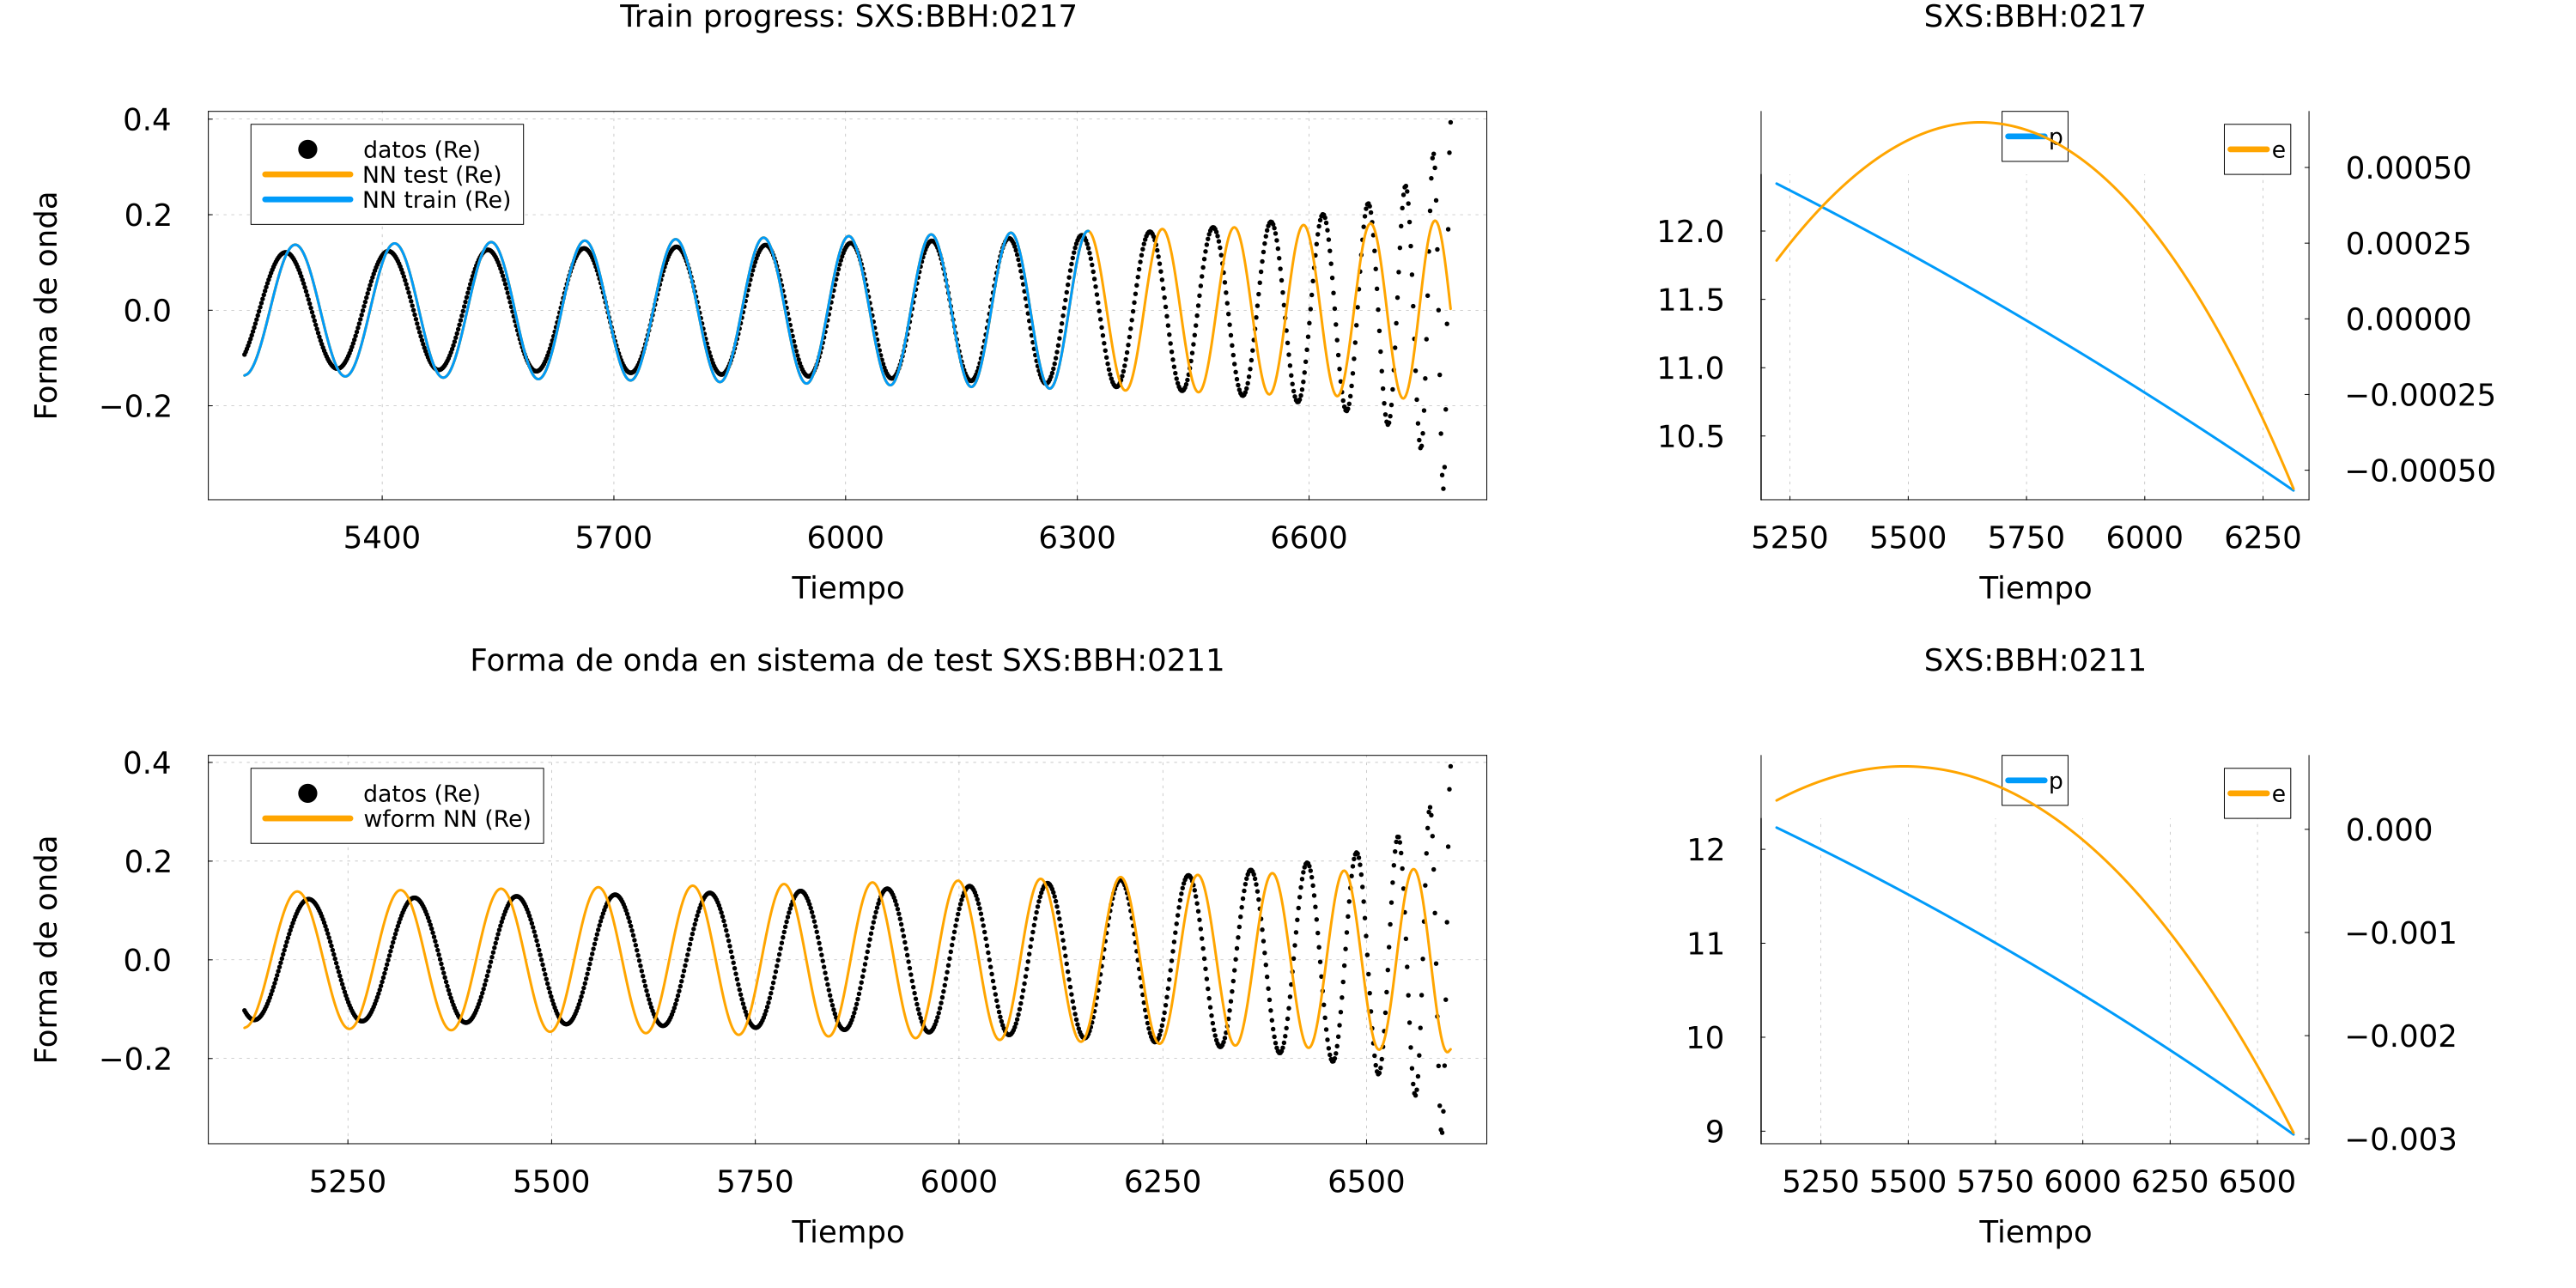 Train progress: SXS:BBH:0217
SXS:BBH:0217
0.4
0.2
0.0
−0.2
Forma de onda
datos (Re)
NN test (Re)
NN train (Re)
5400 5700 6000 6300 6600
Tiempo
12.0
11.5
11.0
10.5
p
e
0.00050
0.00025
0.00000
−0.00025
−0.00050
5250 5500 5750 6000 6250
Tiempo
Forma de onda en sistema de test SXS:BBH:0211
SXS:BBH:0211
0.4
0.2
0.0
−0.2
Forma de onda
datos (Re)
wform NN (Re)
5250 5500 5750 6000 6250 6500
Tiempo
12
11
10
9
p
e
0.000
−0.001
−0.002
−0.003
5250 5500 5750 6000 6250 6500
Tiempo